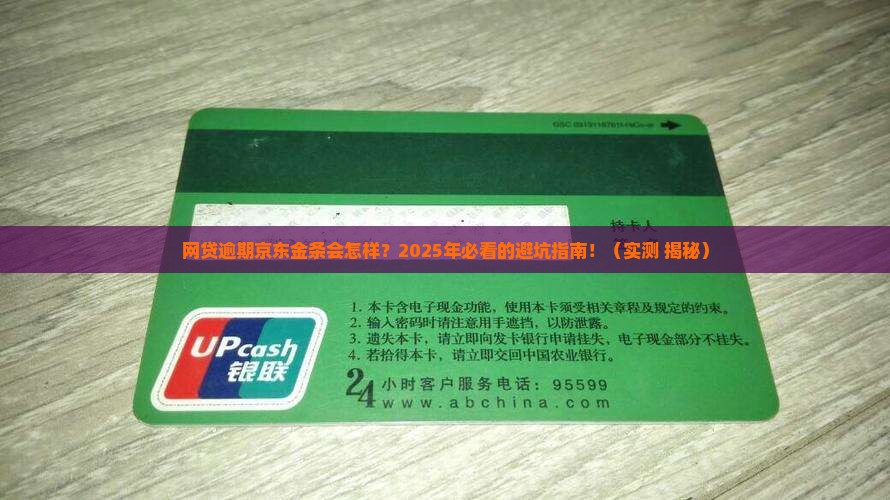 持卡人
网贷逾期京东金条会怎样？2025年必看的避坑指南！（实测 揭秘）
1. 本卡含电子现金功能，使用本卡须受相关章程及规定的约束。
2. 输入密码时请注意用手遮挡，以防泄露。
3. 遗失本卡，请立即向发卡银行申请挂失，电子现金部分不挂失。
4. 若拾得本卡，请立即交回中国农业银行。
UPcash
银联
24小时客户服务电话：95599
www.abchina.com